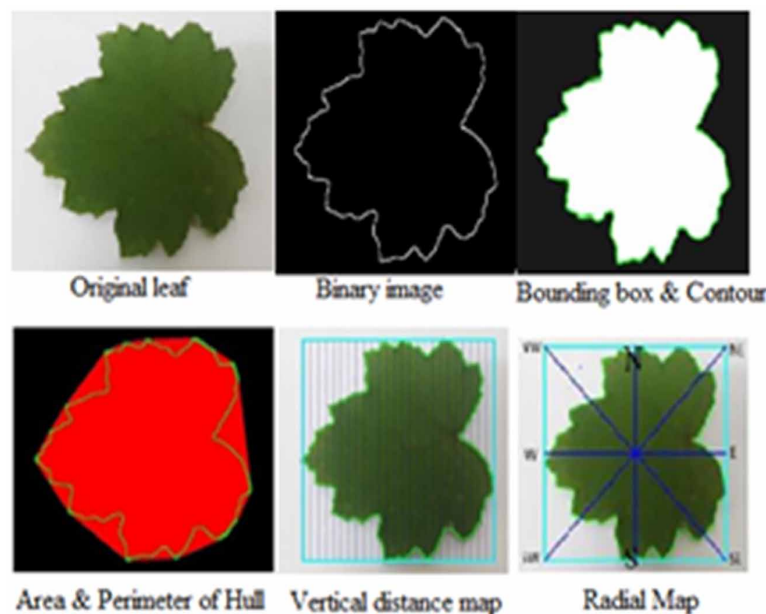 Original leaf
Binary image
Bounding box & Contour
N
W
E
S
Area & Perimeter of Hull
Vertical distance map
Radial Map